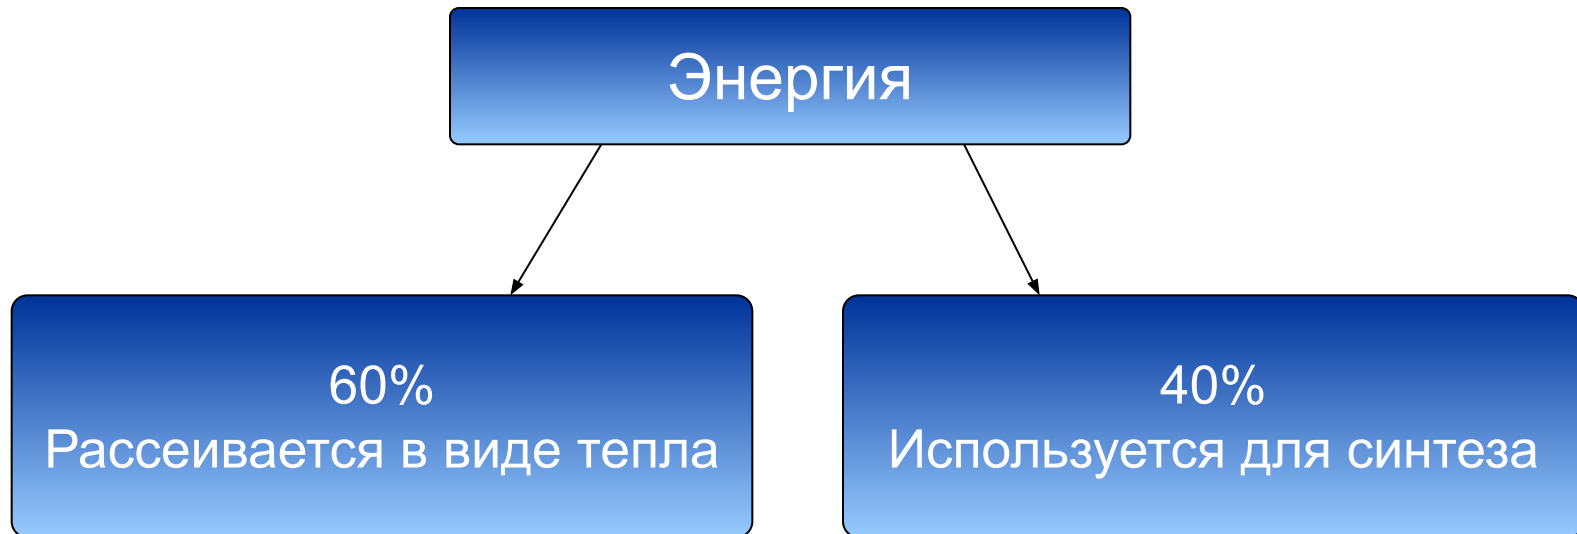 Энергия
60%
Рассеивается в виде тепла
40%
Используется для синтеза